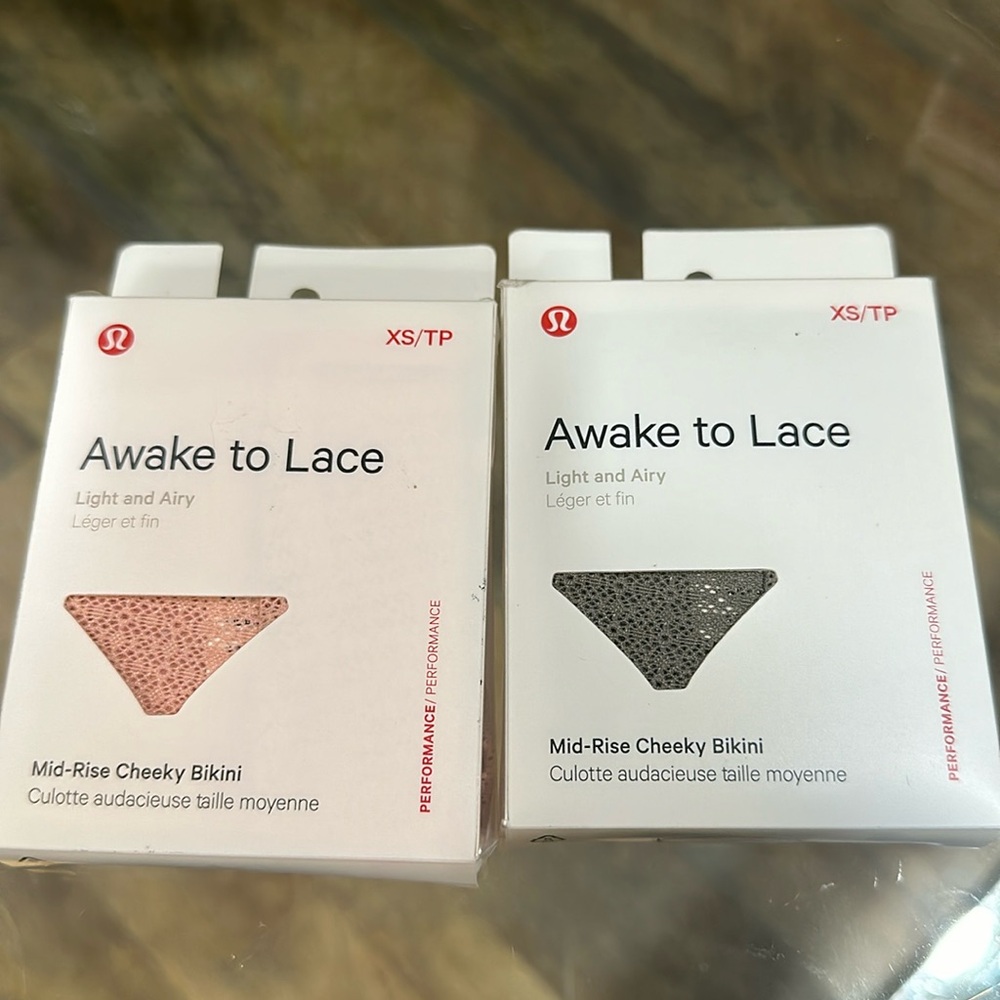 XS/TP
Awake to Lace
Light and Airy
Léger et fin
Mid-Rise Cheeky Bikini
Culotte audacieuse taille moyenne
PERFORMANCE/ PERFORMANCE
XS/TP
Awake to Lace
Light and Airy
Léger et fin
Mid-Rise Cheeky Bikini
Culotte audacieuse taille moyenne
PERFORMANCE/ PERFORMANCE